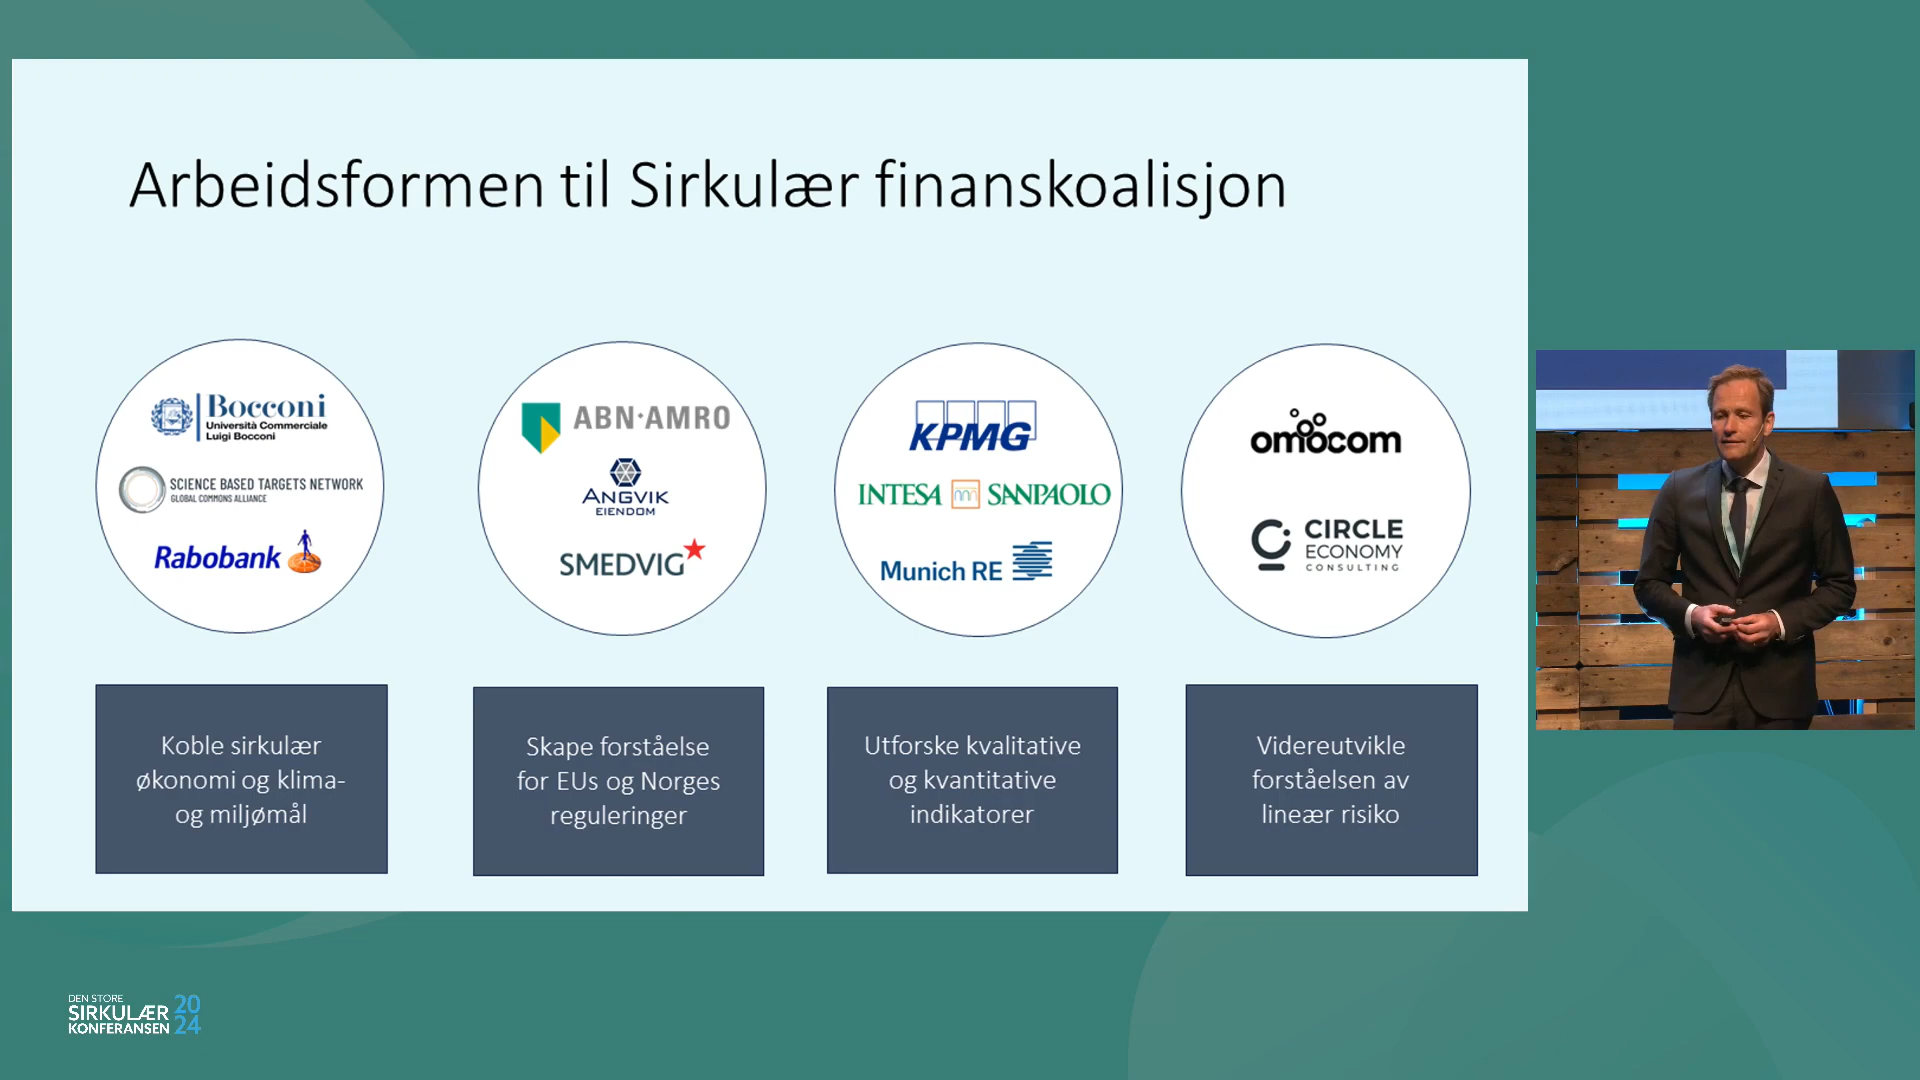 Arbeidsformen til Sirkulær finanskoalisjon
Bocconi
Università Commerciale
Luigi Bocconi
SCIENCE BASED TARGETS NETWORK
GLOBAL COMMONS ALLIANCE
Rabobank
ABN·AMRO
ANGVIK
EIENDOM
SMEDVIG
KPMG
INTESA SANPAOLO
Munich RE
omocom
CIRCLE
ECONOMY
CONSULTING
Koble sirkulær
økonomi og klima-
og miljømål
Skape forståelse
for EUs og Norges
reguleringer
Utforske kvalitative
og kvantitative
indikatorer
Videreutvikle
forståelsen av
lineær risiko
DEN STORE
SIRKULÆR
KONFERANSEN
20
24